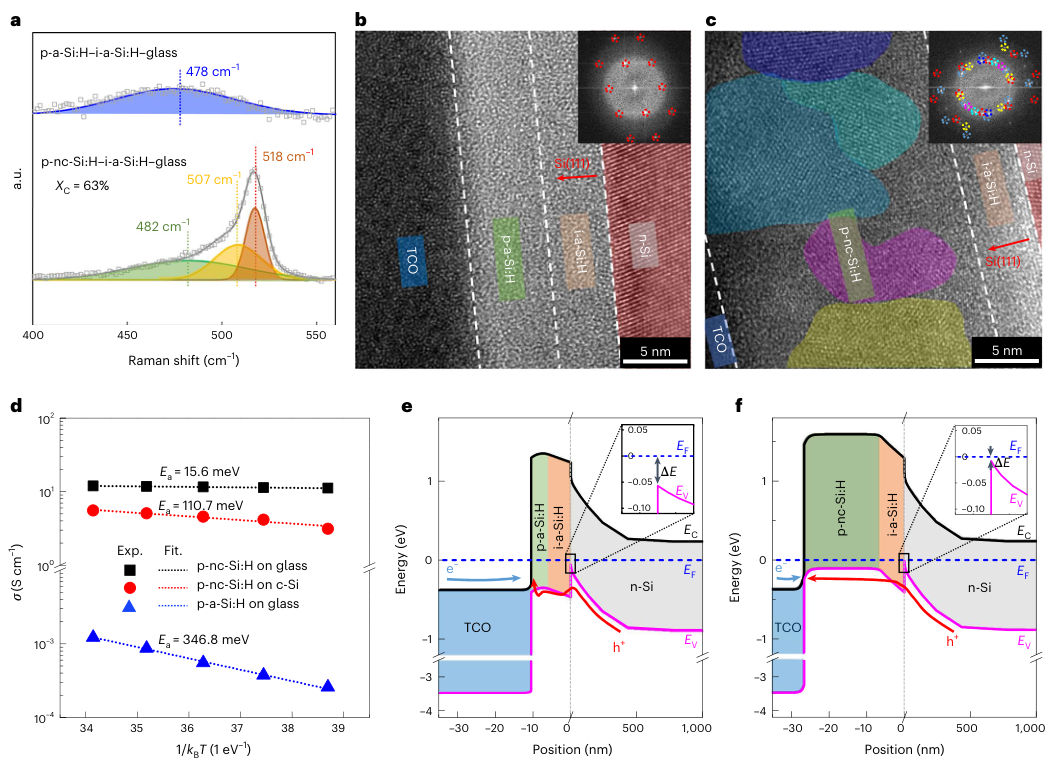 a
p-a-Si:H–i-a-Si:H–glass
478 cm⁻¹
p-nc-Si:H–i-a-Si:H–glass
X_C = 63%
518 cm⁻¹
507 cm⁻¹
482 cm⁻¹
a.u.
400
450
500
550
Raman shift (cm⁻¹)
b
Si(111)
TCO
p-a-Si:H
i-a-Si:H
n-Si
5 nm
c
n-Si
i-a-Si:H
Si(111)
p-nc-Si:H
TCO
5 nm
d
10²
10¹
10⁰
10⁻³
10⁻⁴
σ (S cm⁻¹)
E_a = 15.6 meV
E_a = 110.7 meV
Exp. Fit.
p-nc-Si:H on glass
p-nc-Si:H on c-Si
p-a-Si:H on glass
E_a = 346.8 meV
34
35
36
37
38
39
1/k_BT (1 eV⁻¹)
e
Energy (eV)
1
0
-1
-3
-4
0.05
0
-0.05
-0.10
E_F
ΔE
E_V
p-a-Si:H
i-a-Si:H
E_C
E_F
e⁻
n-Si
TCO
h⁺
E_V
-30
-20
-10
0
500
1,000
Position (nm)
f
Energy (eV)
1
0
-1
-3
-4
0.05
0
-0.05
-0.10
E_F
ΔE
E_V
p-nc-Si:H
i-a-Si:H
E_C
E_F
e⁻
n-Si
TCO
h⁺
E_V
-30
-20
-10
0
500
1,000
Position (nm)